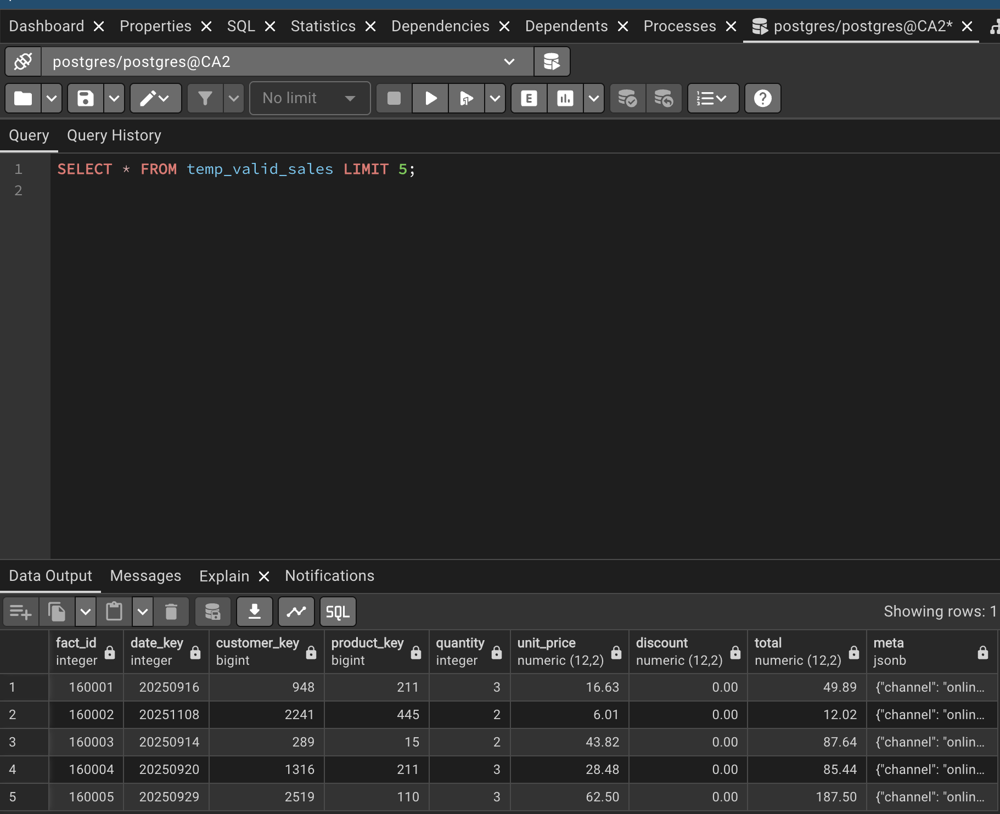 Dashboard Properties SQL Statistics Dependencies Dependents Processes postgres/postgres@CA2*
postgres/postgres@CA2
No limit
E
Query Query History
1 SELECT * FROM temp_valid_sales LIMIT 5;
2
Data Output Messages Explain Notifications
SQL Showing rows: 1
fact_id date_key customer_key product_key quantity unit_price discount total meta
integer integer bigint bigint integer numeric (12,2) numeric (12,2) numeric (12,2) jsonb
1 160001 20250916 948 211 3 16.63 0.00 49.89 {"channel": "onlin...
2 160002 20251108 2241 445 2 6.01 0.00 12.02 {"channel": "onlin...
3 160003 20250914 289 15 2 43.82 0.00 87.64 {"channel": "onlin...
4 160004 20250920 1316 211 3 28.48 0.00 85.44 {"channel": "onlin...
5 160005 20250929 2519 110 3 62.50 0.00 187.50 {"channel": "onlin...